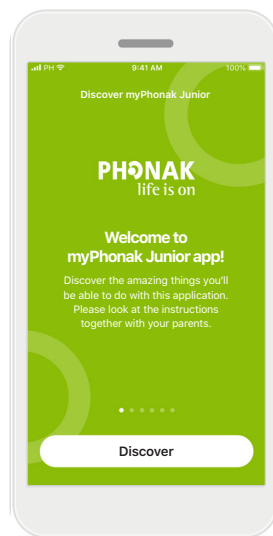 PH 9:41 AM 100%
Discover myPhonak Junior
PHONAK
life is on
Welcome to
myPhonak Junior app!
Discover the amazing things you'll
be able to do with this application.
Please look at the instructions
together with your parents.
Discover